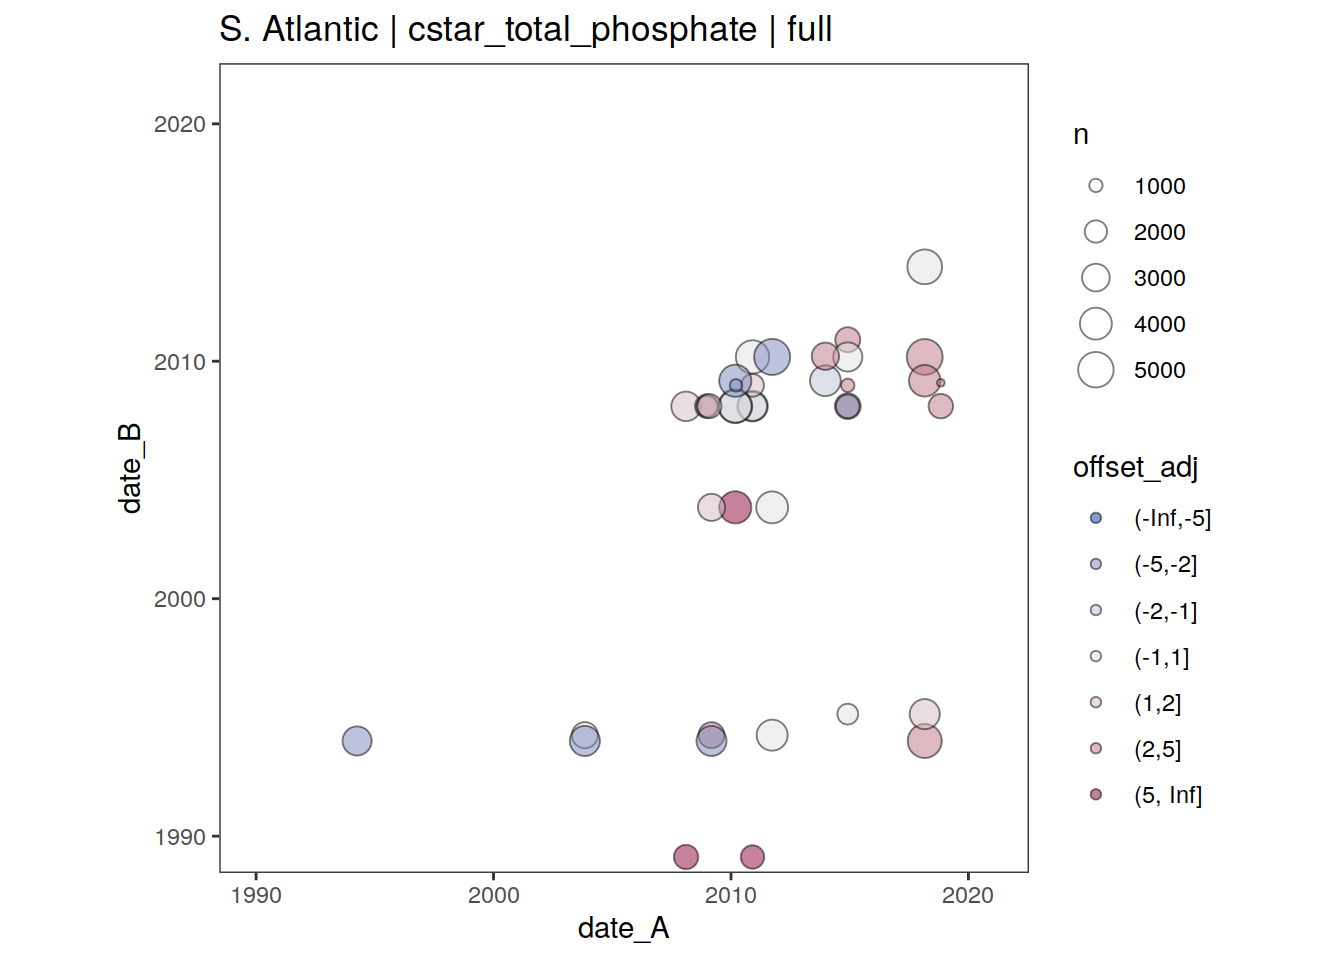 S. Atlantic | cstar_total_phosphate | full
2020
2010
2000
1990
date_B
1990
2000
2010
2020
date_A
n
1000
2000
3000
4000
5000
offset_adj
(-Inf,-5]
(-5,-2]
(-2,-1]
(-1,1]
(1,2]
(2,5]
(5, Inf]